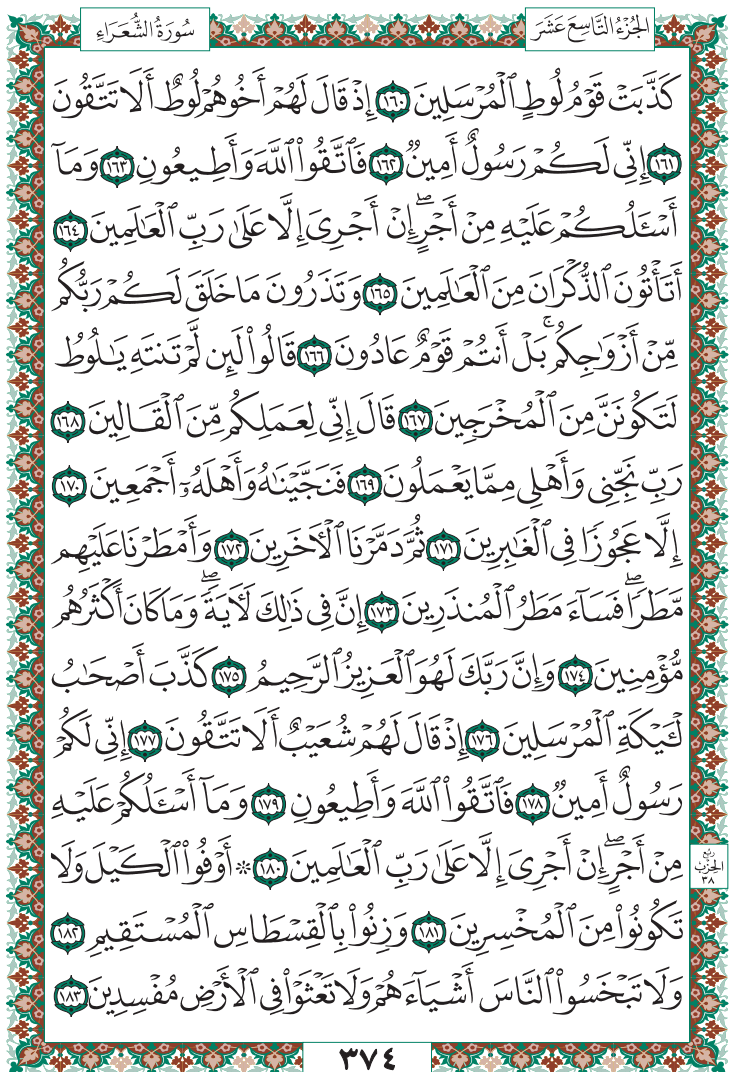 الجُزْءُ التَّاسِعَ عَشَرَ
سُورَةُ الشُّعَرَاءِ
كَذَّبَتۡ قَوۡمُ لُوطٍ ٱلۡمُرۡسَلِينَ ١٦٠ إِذۡ قَالَ لَهُمۡ أَخُوهُمۡ لُوطٌ أَلَا تَتَّقُونَ
١٦١ إِنِّي لَكُمۡ رَسُولٌ أَمِينٞ ١٦٢ فَٱتَّقُواْ ٱللَّهَ وَأَطِيعُونِ ١٦٣ وَمَآ
أَسۡـَٔلُكُمۡ عَلَيۡهِ مِنۡ أَجۡرٍۖ إِنۡ أَجۡرِيَ إِلَّا عَلَىٰ رَبِّ ٱلۡعَٰلَمِينَ ١٦٤
أَتَأۡتُونَ ٱلذُّكۡرَانَ مِنَ ٱلۡعَٰلَمِينَ ١٦٥ وَتَذَرُونَ مَا خَلَقَ لَكُمۡ رَبُّكُم
مِّنۡ أَزۡوَٰجِكُمۚ بَلۡ أَنتُمۡ قَوۡمٌ عَادُونَ ١٦٦ قَالُواْ لَئِن لَّمۡ تَنتَهِ يَٰلُوطُ
لَتَكُونَنَّ مِنَ ٱلۡمُخۡرَجِينَ ١٦٧ قَالَ إِنِّي لِعَمَلِكُم مِّنَ ٱلۡقَالِينَ ١٦٨
رَبِّ نَجِّنِي وَأَهۡلِي مِمَّا يَعۡمَلُونَ ١٦٩ فَنَجَّيۡنَٰهُ وَأَهۡلَهُۥٓ أَجۡمَعِينَ ١٧٠
إِلَّا عَجُوزٗا فِي ٱلۡغَٰبِرِينَ ١٧١ ثُمَّ دَمَّرۡنَا ٱلۡأٓخَرِينَ ١٧٢ وَأَمۡطَرۡنَا عَلَيۡهِم
مَّطَرٗاۖ فَسَآءَ مَطَرُ ٱلۡمُنذَرِينَ ١٧٣ إِنَّ فِي ذَٰلِكَ لَأٓيَةٗۖ وَمَا كَانَ أَكۡثَرُهُم
مُّؤۡمِنِينَ ١٧٤ وَإِنَّ رَبَّكَ لَهُوَ ٱلۡعَزِيزُ ٱلرَّحِيمُ ١٧٥ كَذَّبَ أَصۡحَٰبُ
لۡـَٔيۡكَةِ ٱلۡمُرۡسَلِينَ ١٧٦ إِذۡ قَالَ لَهُمۡ شُعَيۡبٌ أَلَا تَتَّقُونَ ١٧٧ إِنِّي لَكُمۡ
رَسُولٌ أَمِينٞ ١٧٨ فَٱتَّقُواْ ٱللَّهَ وَأَطِيعُونِ ١٧٩ وَمَآ أَسۡـَٔلُكُمۡ عَلَيۡهِ
مِنۡ أَجۡرٍۖ إِنۡ أَجۡرِيَ إِلَّا عَلَىٰ رَبِّ ٱلۡعَٰلَمِينَ ١٨٠ ۞ أَوۡفُواْ ٱلۡكَيۡلَ وَلَا
رُبُع
الحِزْب
٣٨
تَكُونُواْ مِنَ ٱلۡمُخۡسِرِينَ ١٨١ وَزِنُواْ بِٱلۡقِسۡطَاسِ ٱلۡمُسۡتَقِيمِ ١٨٢
وَلَا تَبۡخَسُواْ ٱلنَّاسَ أَشۡيَآءَهُمۡ وَلَا تَعۡثَوۡاْ فِي ٱلۡأَرۡضِ مُفۡسِدِينَ ١٨٣
٣٧٤